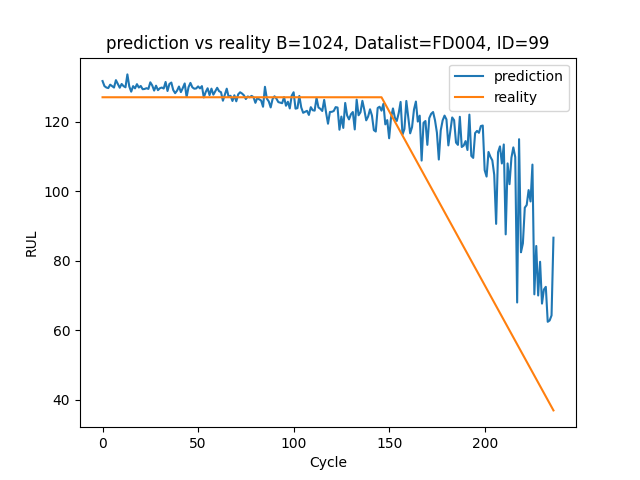 prediction vs reality B=1024, Datalist=FD004, ID=99
prediction
reality
RUL
120
100
80
60
40
0 50 100 150 200
Cycle